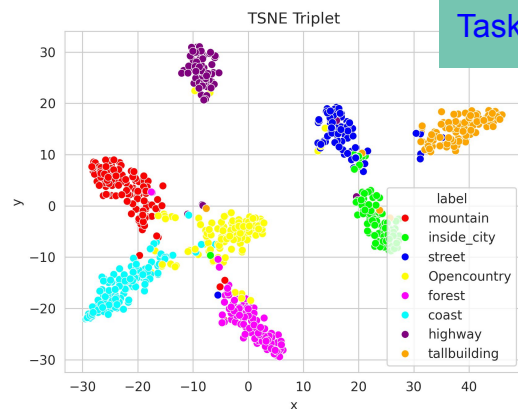 TSNE Triplet
Task
30
20
10
0
−10
−20
−30
y
−30
−20
−10
0
10
20
30
40
x
label
mountain
inside_city
street
Opencountry
forest
coast
highway
tallbuilding